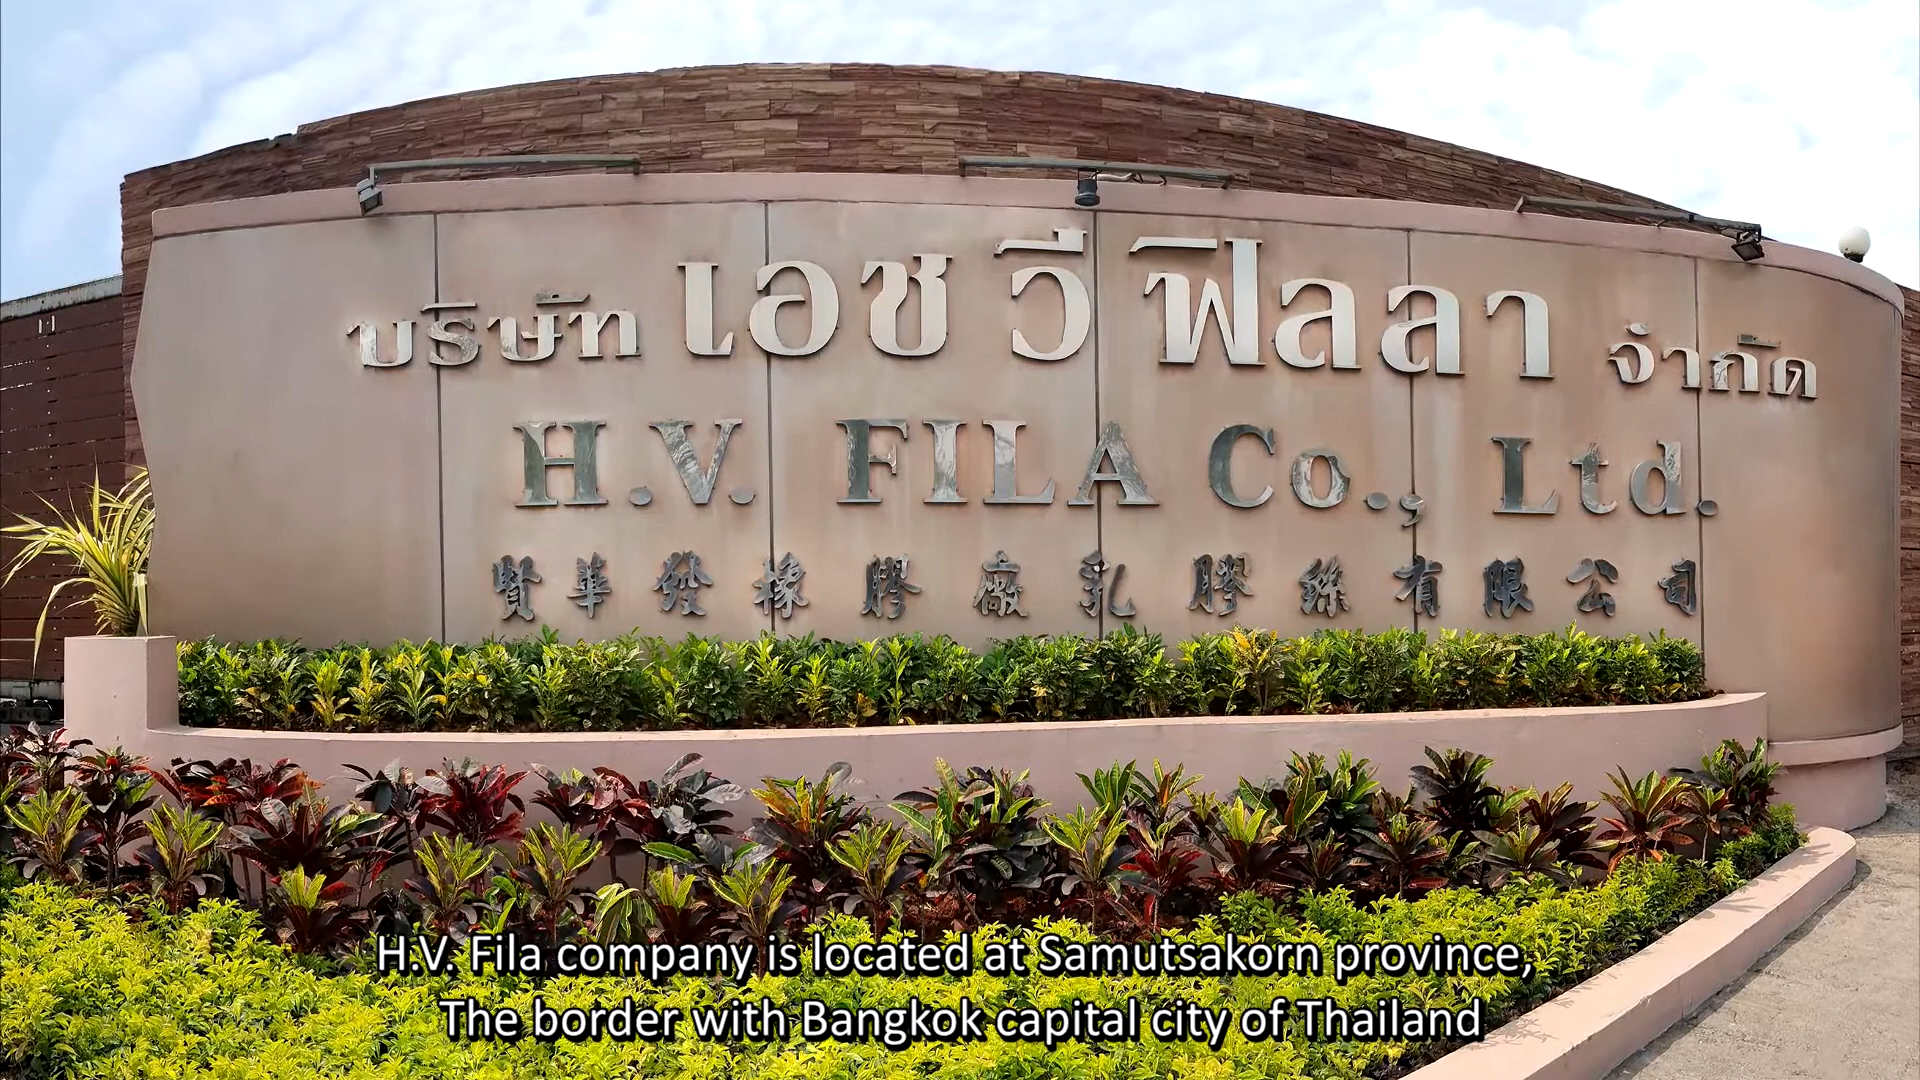 บริษัท เอช วี ฟิลลา จำกัด
H.V. FILA Co., Ltd.
賢華發橡膠廠乳膠絲有限公司
H.V. Fila company is located at Samutsakorn province,
The border with Bangkok capital city of Thailand